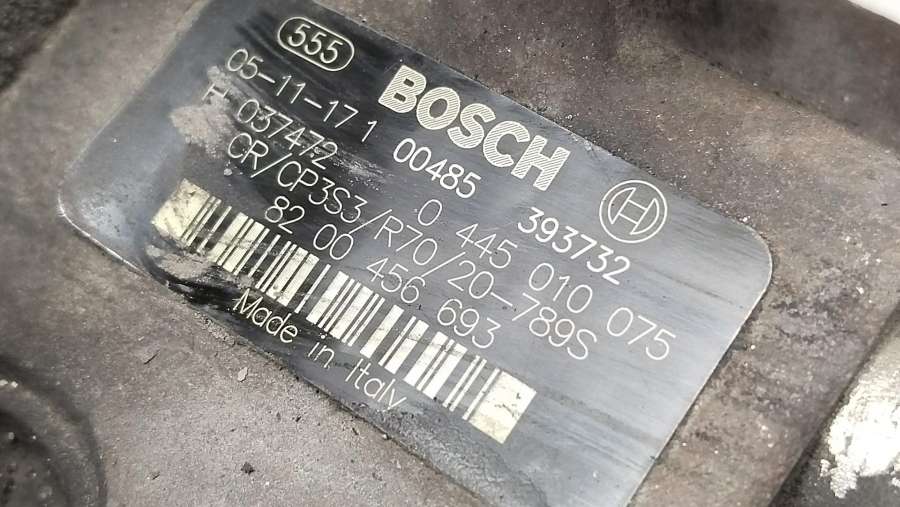 555
BOSCH
05-11-17 1 00485 393732
037472 0 445 010 075
CR/CP3S3/R70/20-789S
82 00 456 693
Made in Italy